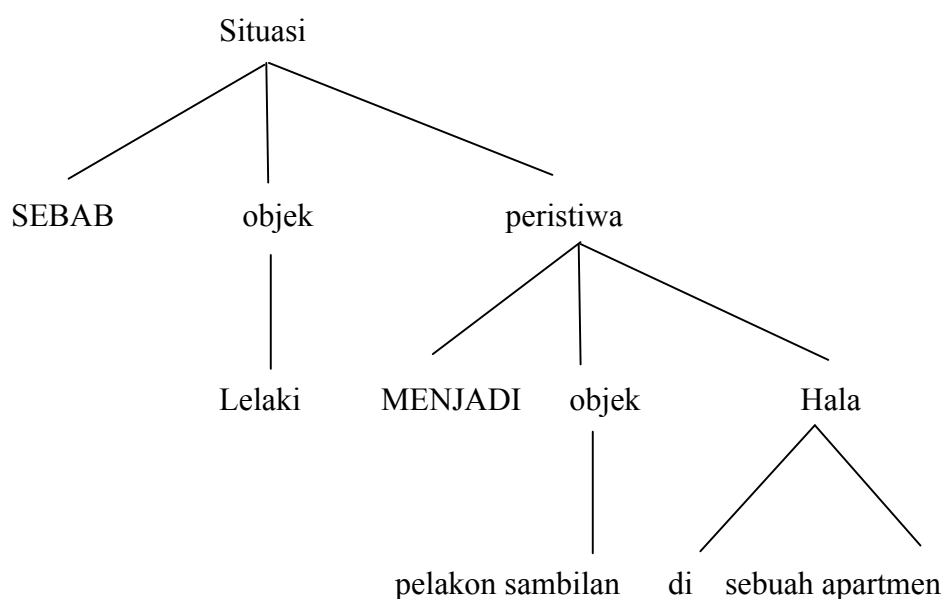 Situasi
SEBAB objek peristiwa
Lelaki MENJADI objek Hala
pelakon sambilan di sebuah apartmen